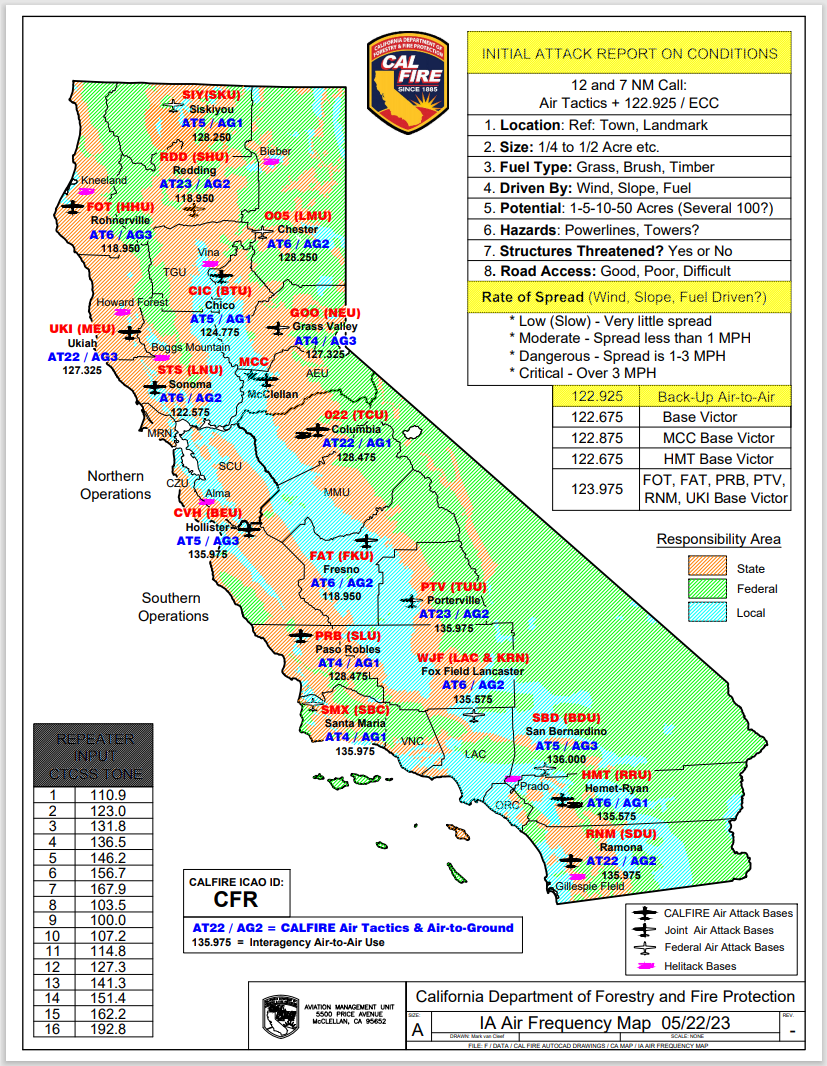 CALIFORNIA DEPARTMENT OF
FORESTRY & FIRE PROTECTION
CAL
FIRE
SINCE 1885
INITIAL ATTACK REPORT ON CONDITIONS
12 and 7 NM Call:
Air Tactics + 122.925 / ECC
1. Location: Ref: Town, Landmark
2. Size: 1/4 to 1/2 Acre etc.
3. Fuel Type: Grass, Brush, Timber
4. Driven By: Wind, Slope, Fuel
5. Potential: 1-5-10-50 Acres (Several 100?)
6. Hazards: Powerlines, Towers?
7. Structures Threatened? Yes or No
8. Road Access: Good, Poor, Difficult
Rate of Spread (Wind, Slope, Fuel Driven?)
* Low (Slow) - Very little spread
* Moderate - Spread less than 1 MPH
* Dangerous - Spread is 1-3 MPH
* Critical - Over 3 MPH
122.925 Back-Up Air-to-Air
122.675 Base Victor
122.875 MCC Base Victor
122.675 HMT Base Victor
123.975 FOT, FAT, PRB, PTV,
RNM, UKI Base Victor
Responsibility Area
State
Federal
Local
SIY(SKU)
Siskiyou
AT5 / AG1
128.250
RDD (SHU)
Redding
AT23 / AG2
118.950
Bieber
Kneeland
FOT (HHU)
Rohnerville
AT6 / AG3
118.950
O05 (LMU)
Chester
AT6 / AG2
128.250
Vina
TGU
CIC (BTU)
Chico
AT5 / AG1
124.775
Howard Forest
UKI (MEU)
Ukiah
AT22 / AG3
127.325
GOO (NEU)
Grass Valley
AT4 / AG3
127.325
Boggs Mountain
STS (LNU)
Sonoma
AT6 / AG2
122.575
MCC
McClellan
AEU
O22 (TCU)
Columbia
AT22 / AG1
128.475
MRN
SCU
CZU
Alma
MMU
Northern
Operations
CVH (BEU)
Hollister
AT5 / AG3
135.975
FAT (FKU)
Fresno
AT6 / AG2
118.950
Southern
Operations
PTV (TUU)
Porterville
AT23 / AG2
135.975
PRB (SLU)
Paso Robles
AT4 / AG1
128.475
WJF (LAC & KRN)
Fox Field Lancaster
AT6 / AG2
135.575
SMX (SBC)
Santa Maria
AT4 / AG1
135.975
VNC
LAC
SBD (BDU)
San Bernardino
AT5 / AG3
136.000
Prado
ORC
HMT (RRU)
Hemet-Ryan
AT6 / AG1
135.575
RNM (SDU)
Ramona
AT22 / AG2
135.975
Gillespie Field
REPEATER
INPUT
CTCSS TONE
1 110.9
2 123.0
3 131.8
4 136.5
5 146.2
6 156.7
7 167.9
8 103.5
9 100.0
10 107.2
11 114.8
12 127.3
13 141.3
14 151.4
15 162.2
16 192.8
CALFIRE ICAO ID:
CFR
AT22 / AG2 = CALFIRE Air Tactics & Air-to-Ground
135.975 = Interagency Air-to-Air Use
CALFIRE Air Attack Bases
Joint Air Attack Bases
Federal Air Attack Bases
Helitack Bases
AVIATION MANAGEMENT UNIT
5500 PRICE AVENUE
McCLELLAN, CA 95652
California Department of Forestry and Fire Protection
SIZE:
A
IA Air Frequency Map 05/22/23
REV.
-
DRAWN: Mark van Cleef
SCALE: NONE
FILE: F / DATA / CAL FIRE AUTOCAD DRAWINGS / CA MAP / IA AIR FREQUENCY MAP